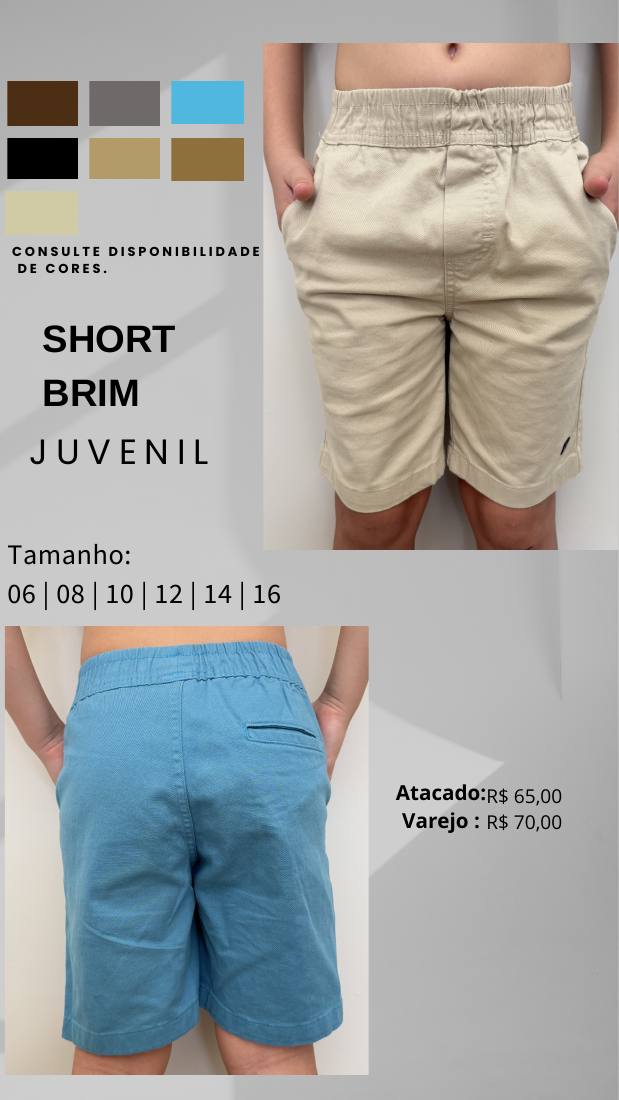 CONSULTE DISPONIBILIDADE
DE CORES.
SHORT
BRIM
JUVENIL
Tamanho:
06 | 08 | 10 | 12 | 14 | 16
Atacado:R$ 65,00
Varejo : R$ 70,00